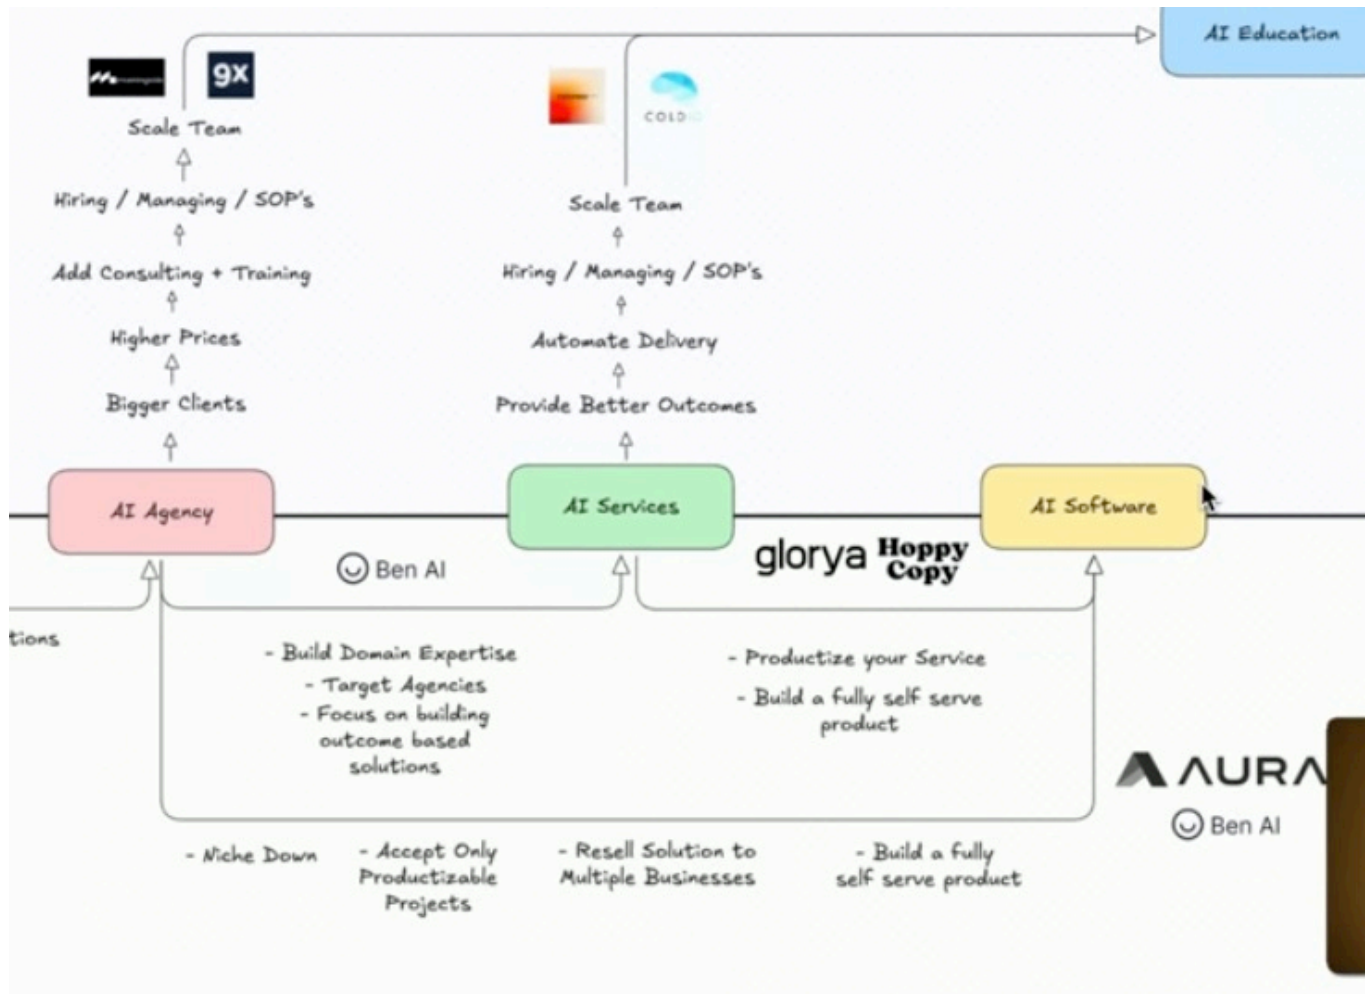 AI Education
9x
COLD
Scale Team
Hiring / Managing / SOP's
Add Consulting + Training
Higher Prices
Bigger Clients
Scale Team
Hiring / Managing / SOP's
Automate Delivery
Provide Better Outcomes
AI Agency
AI Services
AI Software
Ben AI
glorya
Hoppy
Copy
tions
- Build Domain Expertise
- Target Agencies
- Focus on building
outcome based
solutions
- Productize your Service
- Build a fully self serve
product
AURA
Ben AI
- Niche Down
- Accept Only
Productizable
Projects
- Resell Solution to
Multiple Businesses
- Build a fully
self serve product